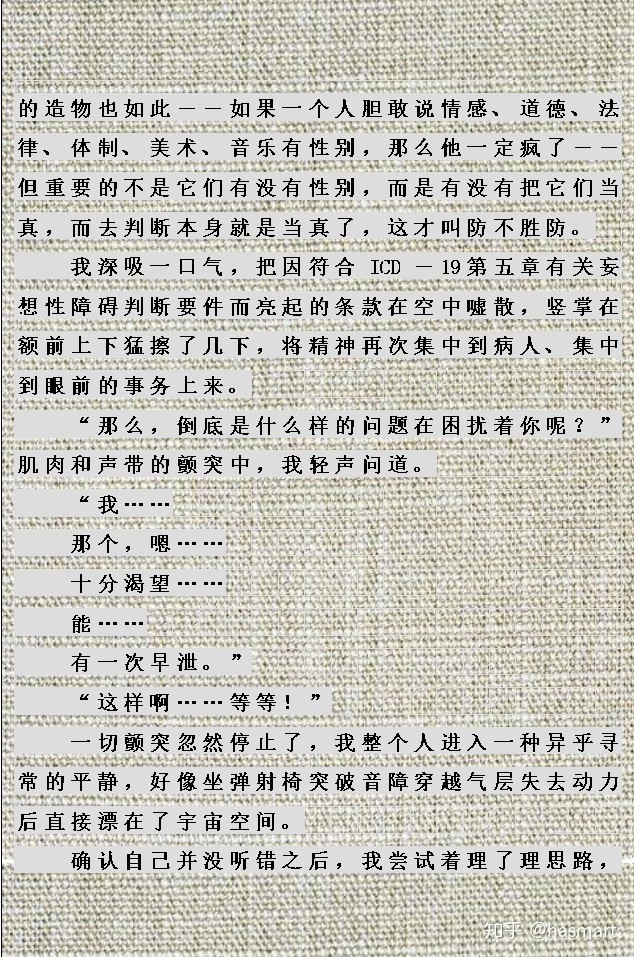 的造物也如此－－如果一个人胆敢说情感、道德、法
律、体制、美术、音乐有性别，那么他一定疯了－－
但重要的不是它们有没有性别，而是有没有把它们当
真，而去判断本身就是当真了，这才叫防不胜防。
我深吸一口气，把因符合 ICD －19第五章有关妄
想性障碍判断要件而亮起的条款在空中嘘散，竖掌在
额前上下猛擦了几下，将精神再次集中到病人、集中
到眼前的事务上来。
“那么，倒底是什么样的问题在困扰着你呢？”
肌肉和声带的颤突中，我轻声问道。
“我……
那个，嗯……
十分渴望……
能……
有一次早泄。”
“这样啊……等等！”
一切颤突忽然停止了，我整个人进入一种异乎寻
常的平静，好像坐弹射椅突破音障穿越气层失去动力
后直接漂在了宇宙空间。
确认自己并没听错之后，我尝试着理了理思路，
知乎 @hasmart